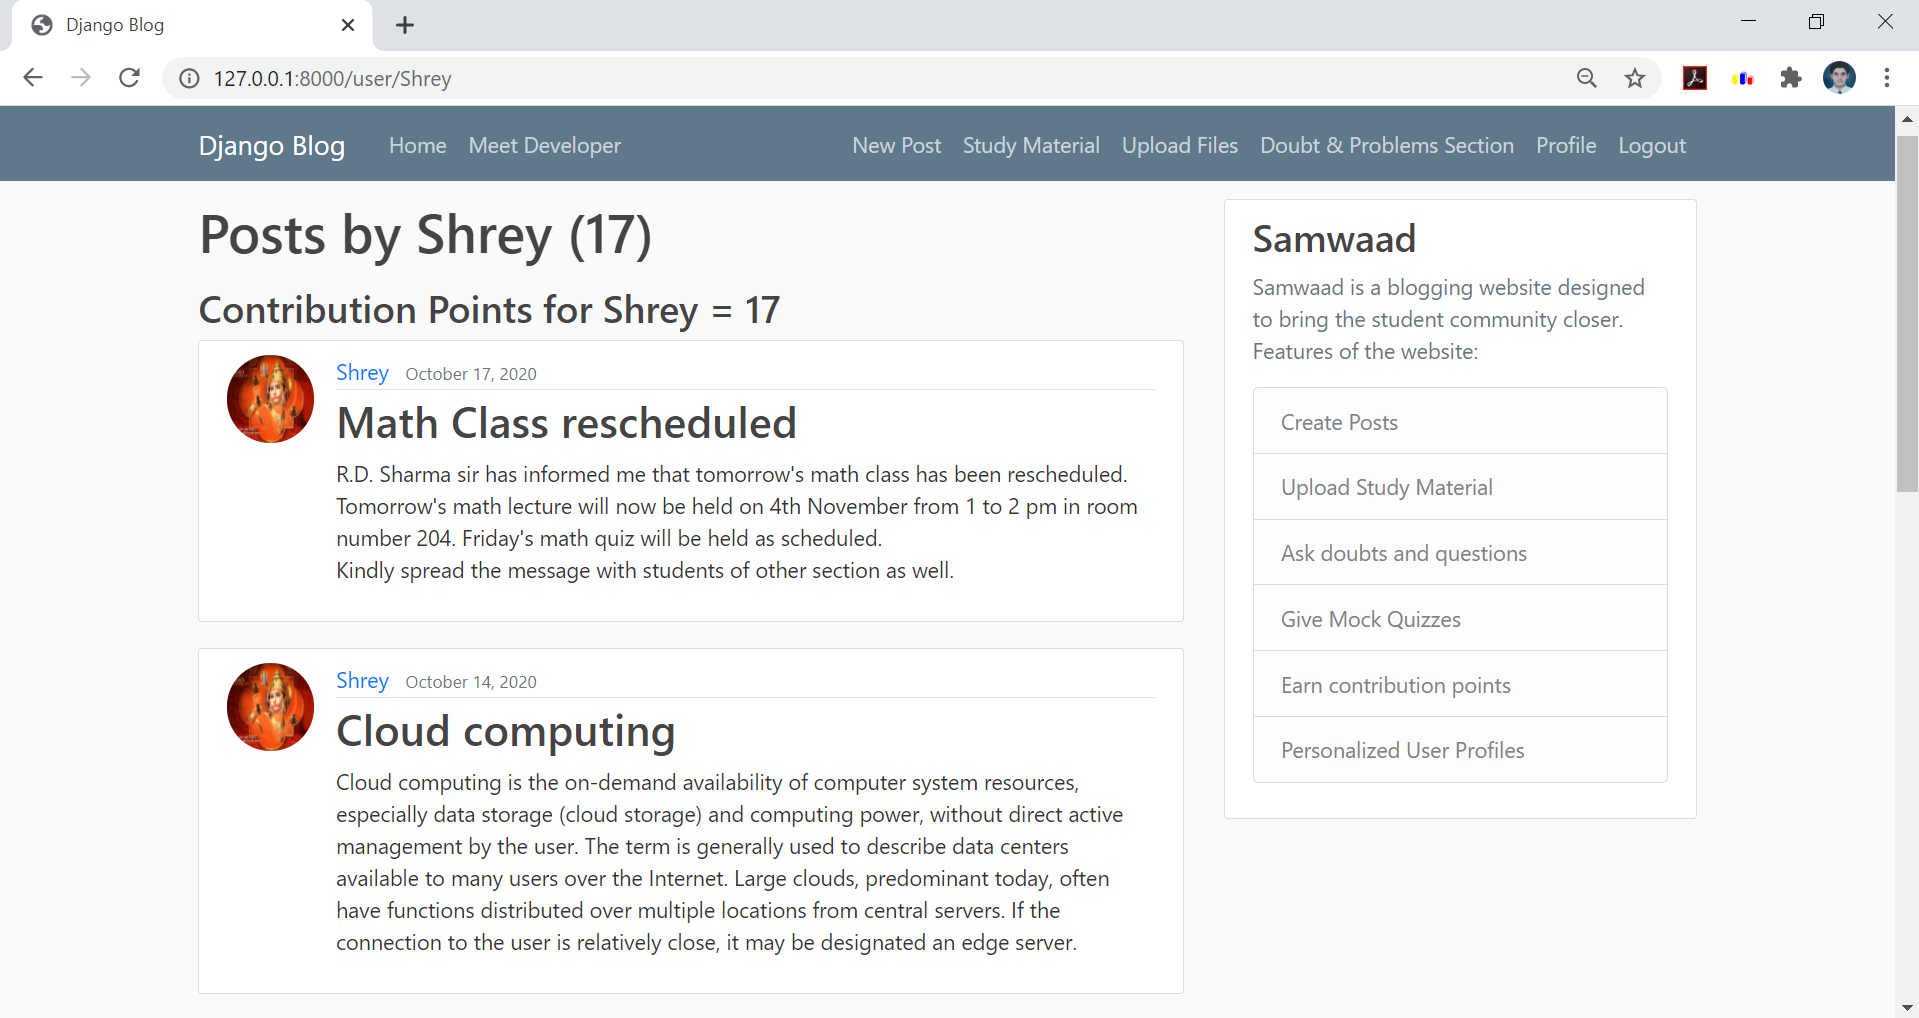 Django Blog
127.0.0.1:8000/user/Shrey
Django Blog Home Meet Developer New Post Study Material Upload Files Doubt & Problems Section Profile Logout
Posts by Shrey (17)
Contribution Points for Shrey = 17
Shrey October 17, 2020
Math Class rescheduled
R.D. Sharma sir has informed me that tomorrow's math class has been rescheduled.
Tomorrow's math lecture will now be held on 4th November from 1 to 2 pm in room
number 204. Friday's math quiz will be held as scheduled.
Kindly spread the message with students of other section as well.
Shrey October 14, 2020
Cloud computing
Cloud computing is the on-demand availability of computer system resources,
especially data storage (cloud storage) and computing power, without direct active
management by the user. The term is generally used to describe data centers
available to many users over the Internet. Large clouds, predominant today, often
have functions distributed over multiple locations from central servers. If the
connection to the user is relatively close, it may be designated an edge server.
Samwaad
Samwaad is a blogging website designed
to bring the student community closer.
Features of the website:
Create Posts
Upload Study Material
Ask doubts and questions
Give Mock Quizzes
Earn contribution points
Personalized User Profiles